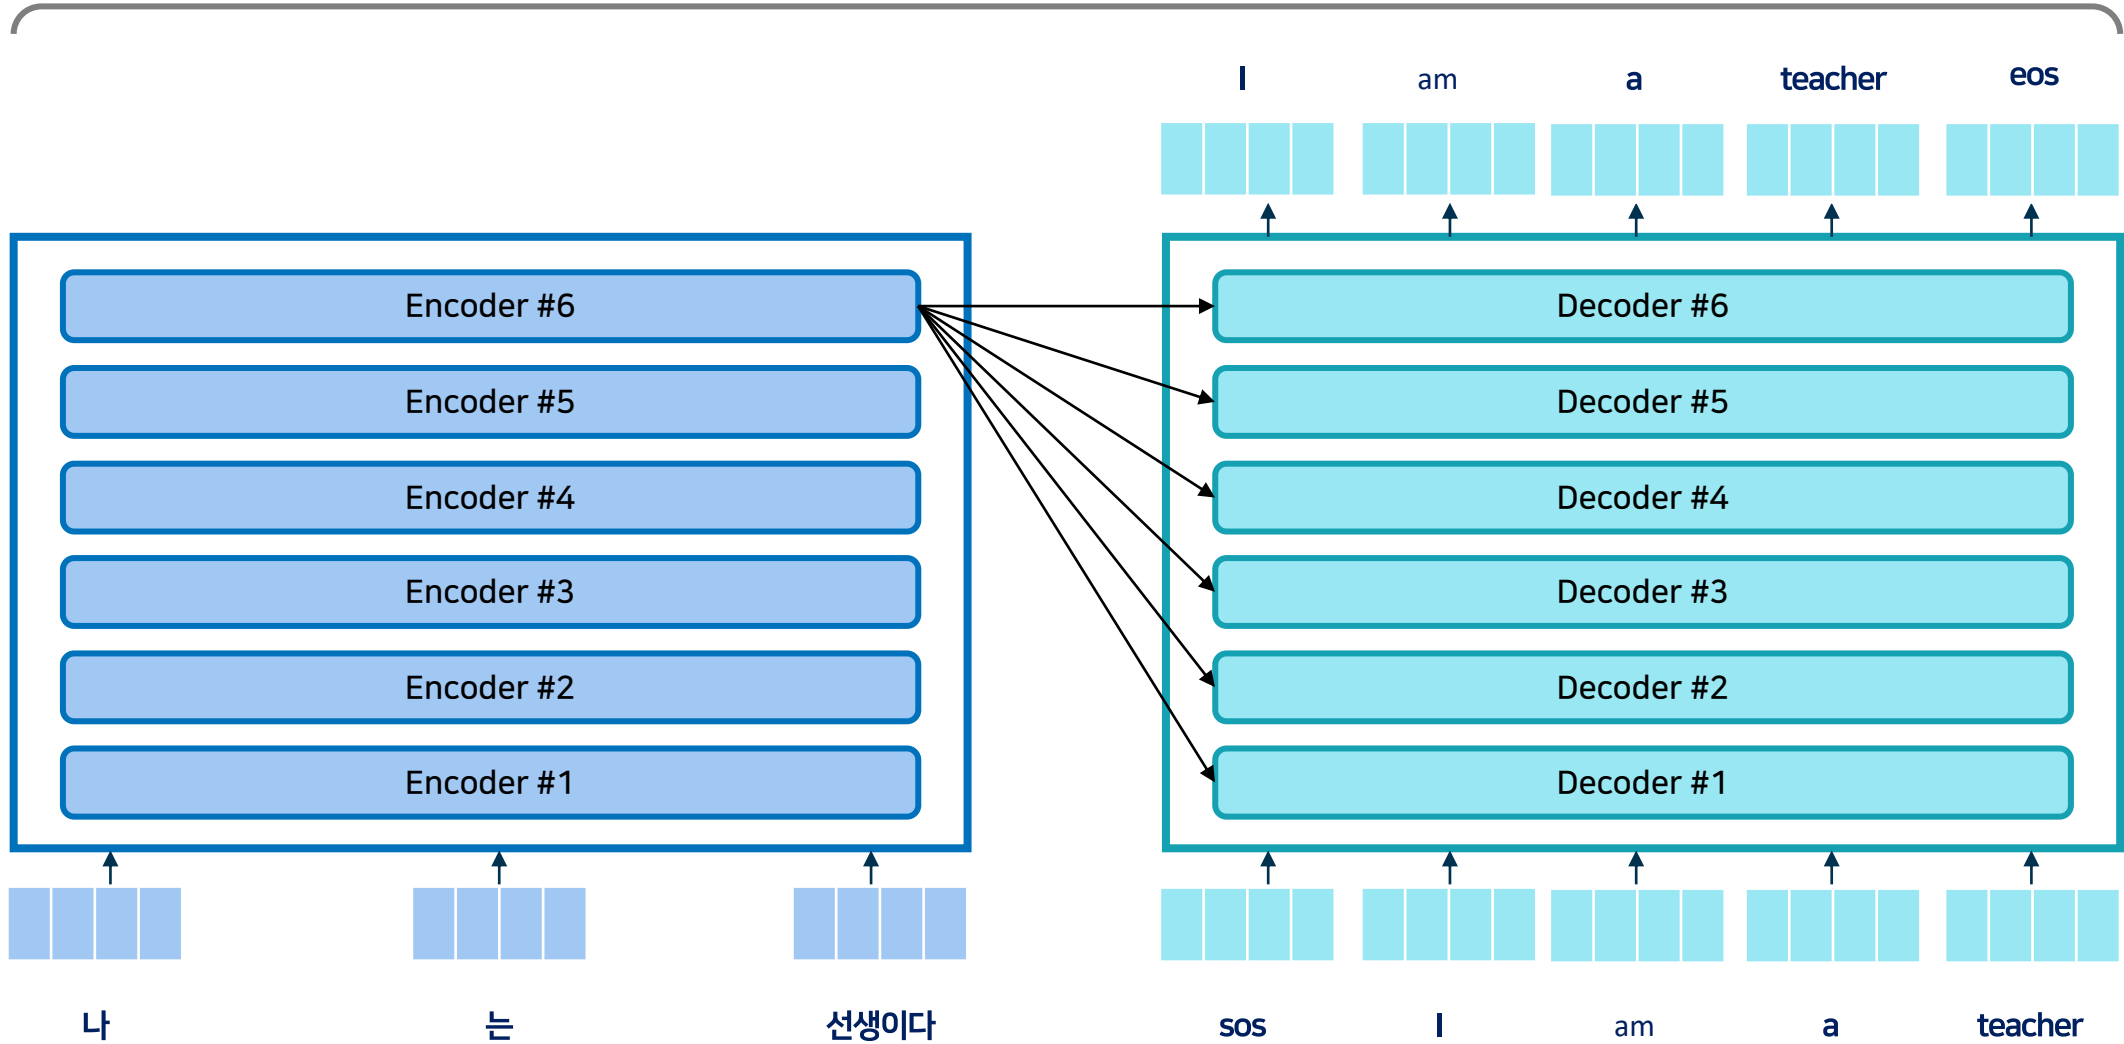 I am a teacher eos
Encoder #6
Encoder #5
Encoder #4
Encoder #3
Encoder #2
Encoder #1
Decoder #6
Decoder #5
Decoder #4
Decoder #3
Decoder #2
Decoder #1
나 는 선생이다
sos I am a teacher